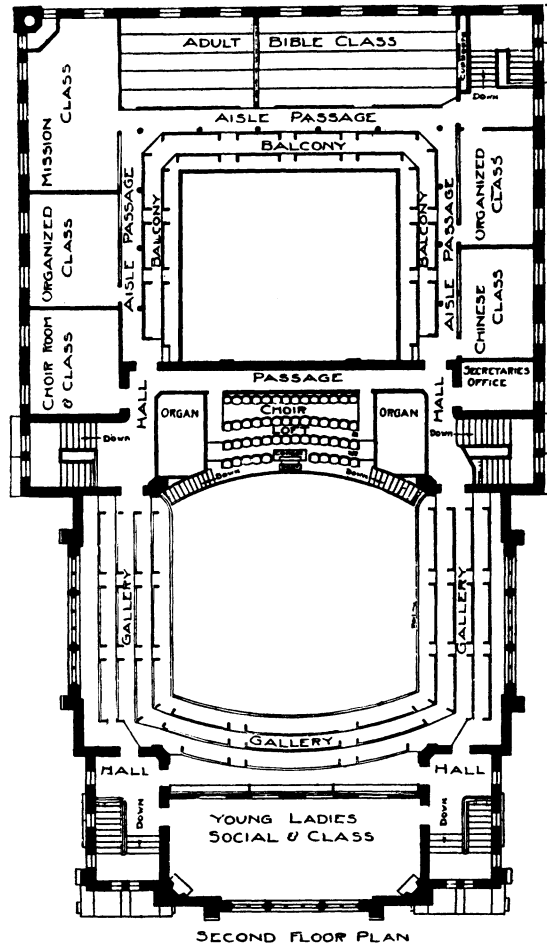 ADULT BIBLE CLASS
CUPBOARD
DOWN
MISSION
CLASS
AISLE PASSAGE
BALCONY
ORGANIZED
CLASS
AISLE PASSAGE
BALCONY
BALCONY
AISLE PASSAGE
ORGANIZED
CLASS
CHINESE
CLASS
CHOIR ROOM
& CLASS
HALL
PASSAGE
HALL
SECRETARIES
OFFICE
ORGAN
CHOIR
LOFT
ORGAN
DOWN
DOWN
DOWN
DOWN
GALLERY
GALLERY
GALLERY
HALL
HALL
DOWN
DOWN
YOUNG LADIES
SOCIAL & CLASS
SECOND FLOOR PLAN